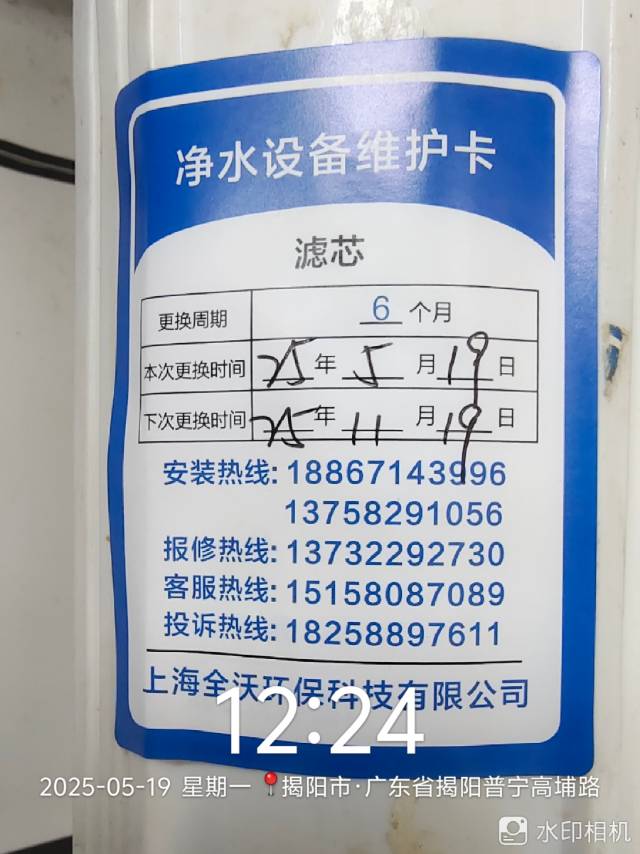 净水设备维护卡
滤芯
更换周期 6 个月
本次更换时间 25 年 5 月 19 日
下次更换时间 25 年 11 月 19 日
安装热线: 18867143996
13758291056
报修热线: 13732292730
客服热线: 15158087089
投诉热线: 18258897611
上海全沃环保科技有限公司
12:24
2025-05-19 星期一 揭阳市·广东省揭阳普宁高埔路
水印相机